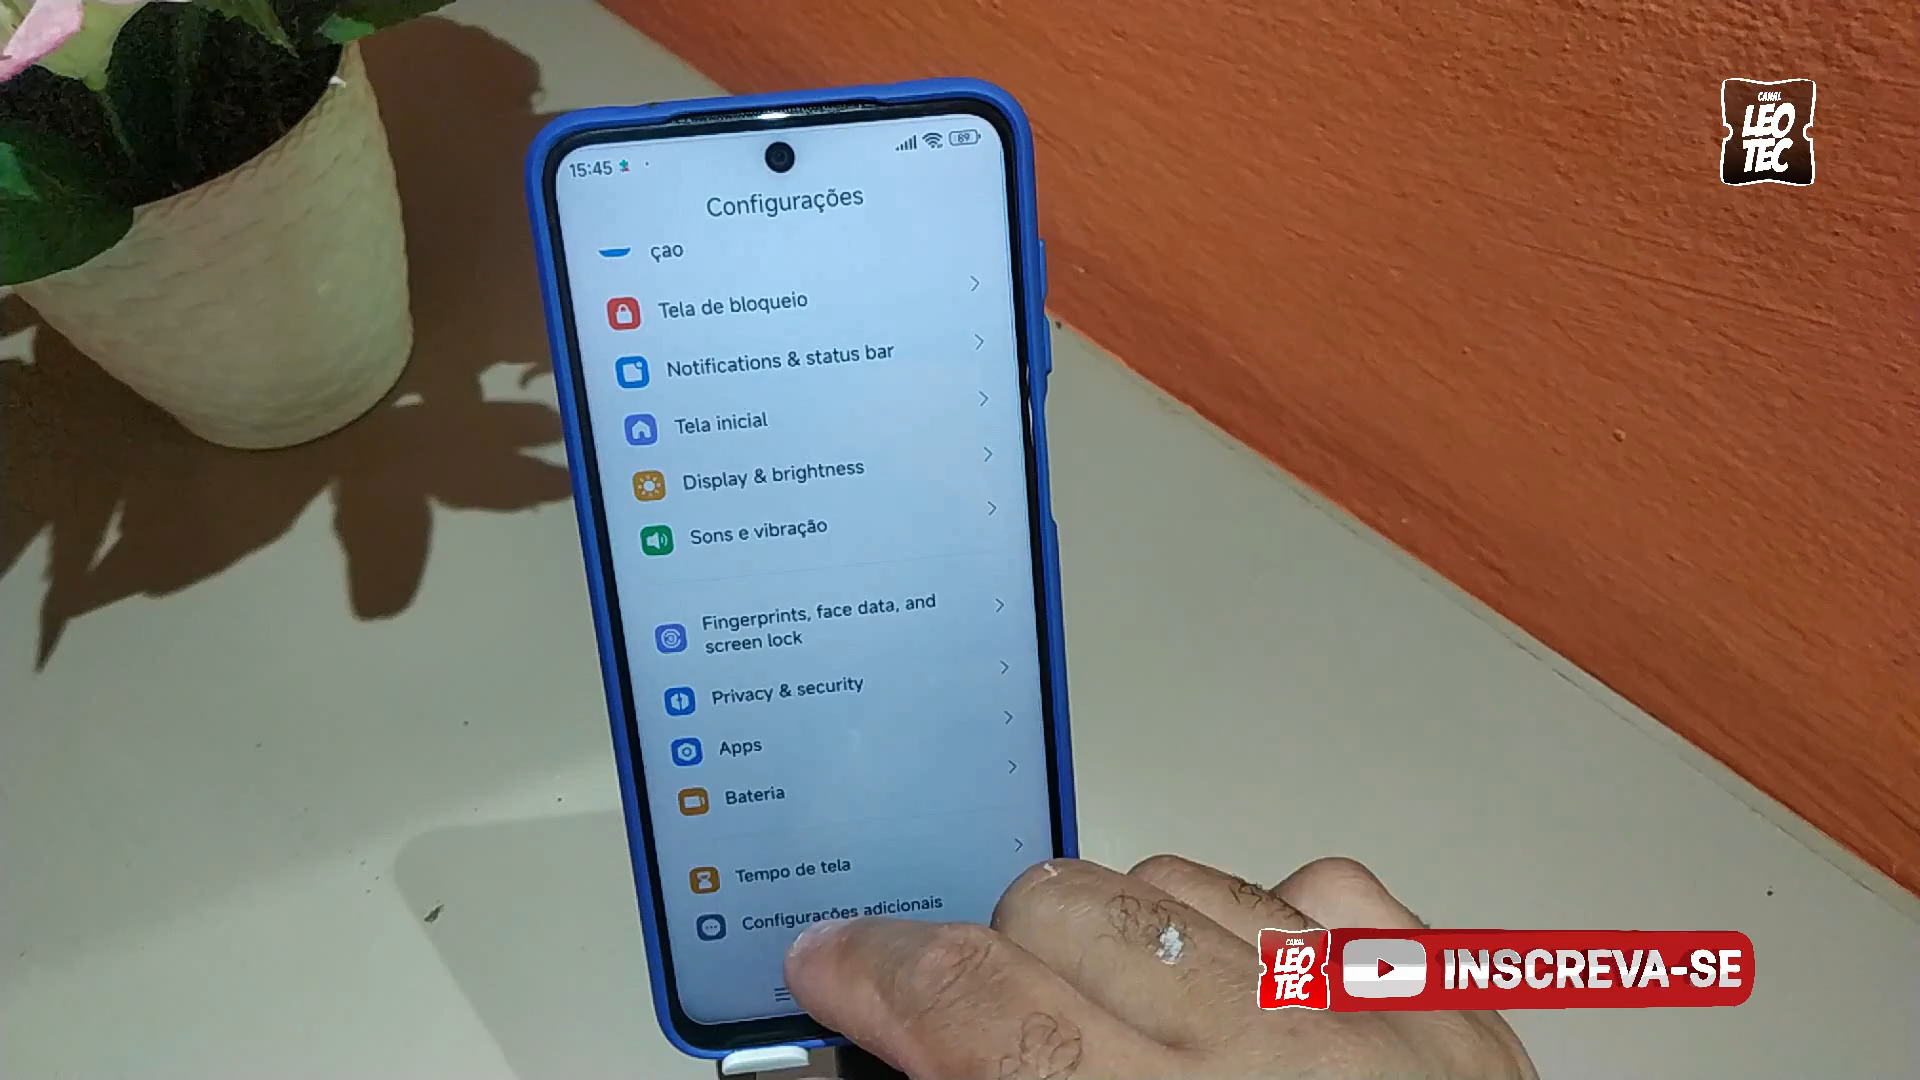 CANAL
LEO
TEC
15:45
89
Configurações
ção
Tela de bloqueio
Notifications & status bar
Tela inicial
Display & brightness
Sons e vibração
Fingerprints, face data, and
screen lock
Privacy & security
Apps
Bateria
Tempo de tela
Configurações adicionais
CANAL
LEO
TEC
INSCREVA-SE